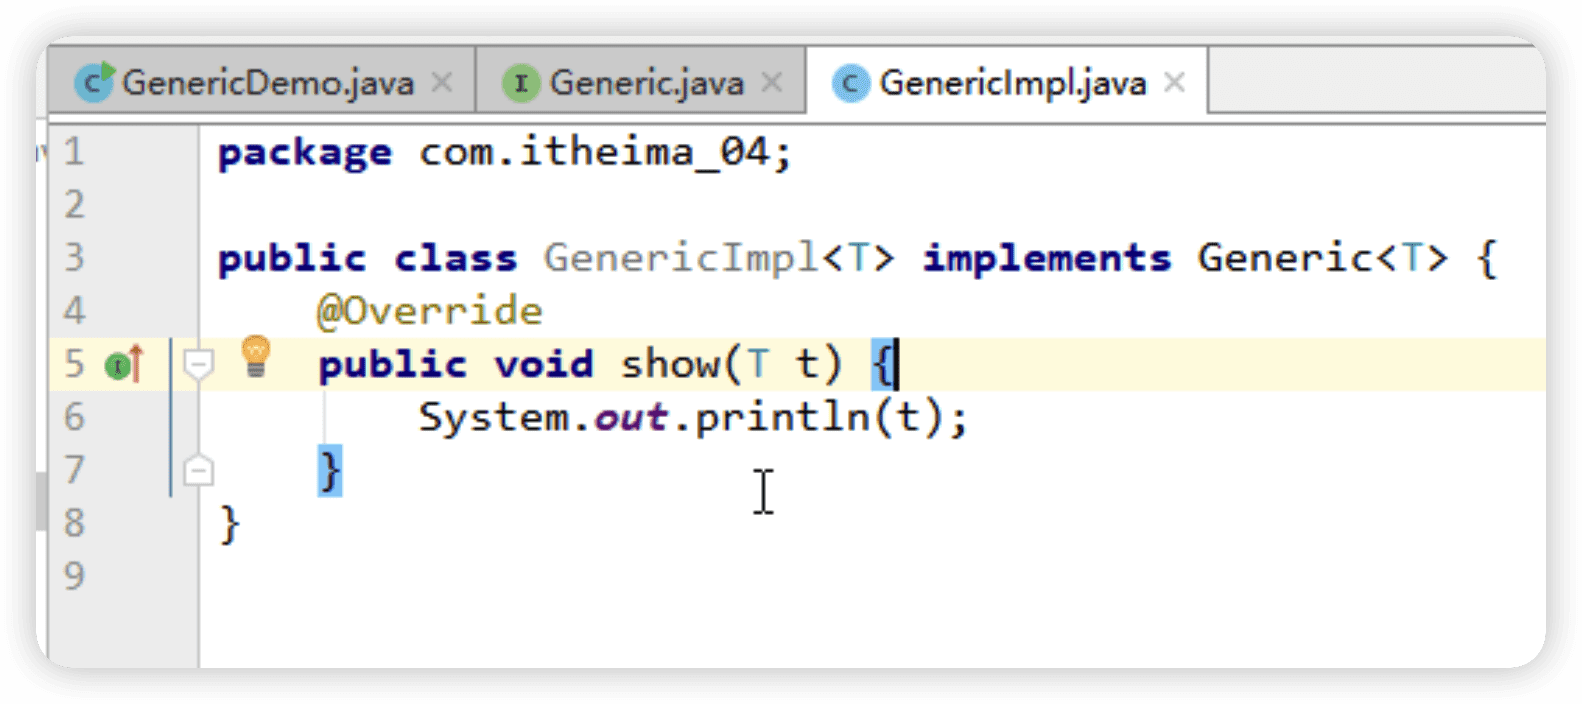 GenericDemo.java Generic.java GenericImpl.java
1 package com.itheima_04;
2
3 public class GenericImpl<T> implements Generic<T> {
4 @Override
5 public void show(T t) {
6 System.out.println(t);
7 }
8 }
9